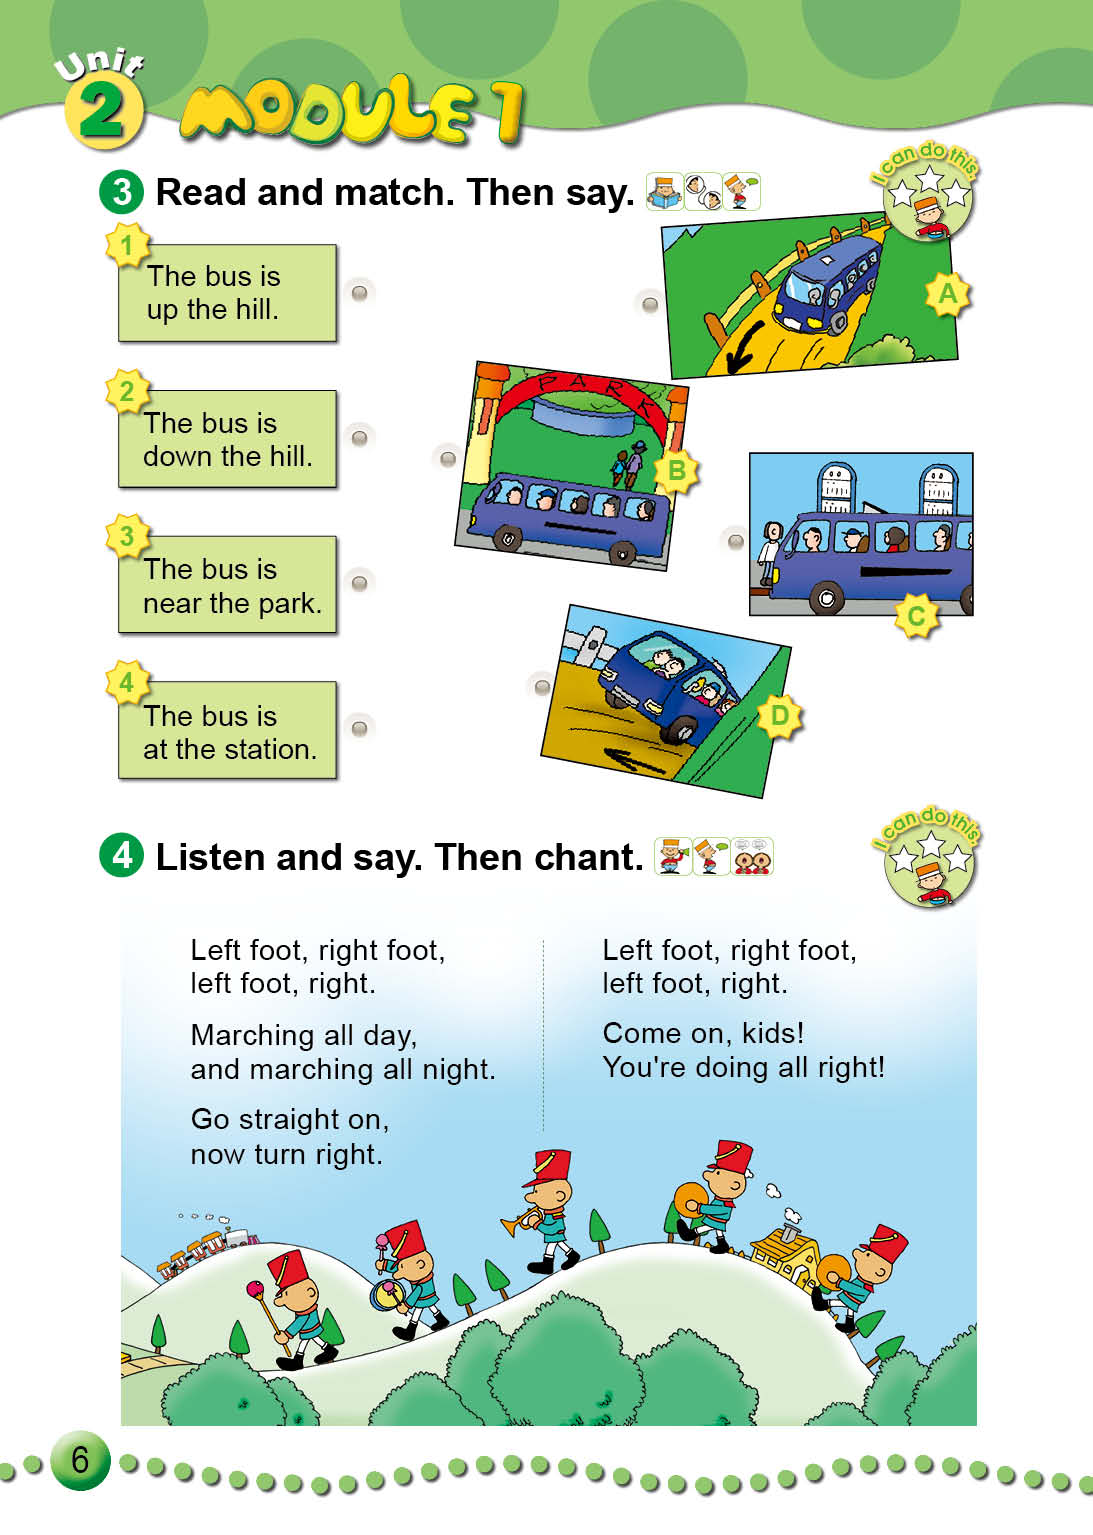 Unit
2 MODULE 1
3 Read and match. Then say.
I can do this.
1
The bus is
up the hill.
A
2
The bus is
down the hill.
PARK
B
3
The bus is
near the park.
C
4
The bus is
at the station.
D
4 Listen and say. Then chant.
I can do this.
Left foot, right foot,
left foot, right.
Marching all day,
and marching all night.
Go straight on,
now turn right.
Left foot, right foot,
left foot, right.
Come on, kids!
You're doing all right!
6